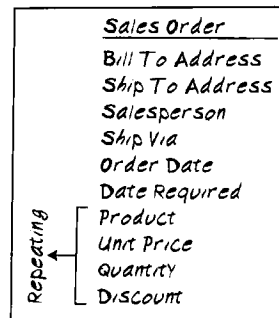 Sales Order
Bill To Address
Ship To Address
Salesperson
Ship Via
Order Date
Date Required
Product
Unit Price
Quantity
Discount
Repeating